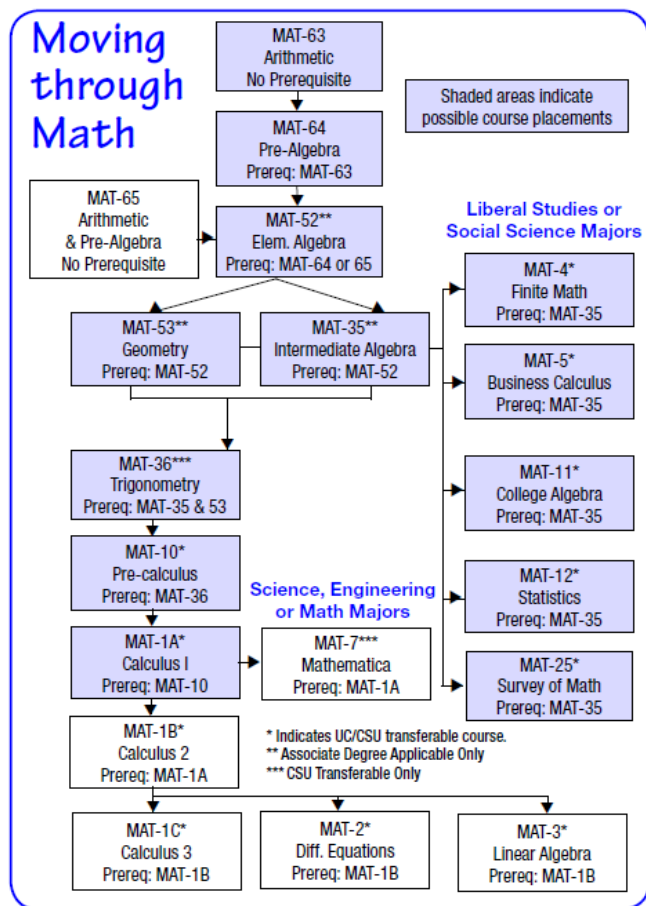 Moving
through
Math
MAT-63
Arithmetic
No Prerequisite
Shaded areas indicate
possible course placements
MAT-64
Pre-Algebra
Prereq: MAT-63
MAT-65
Arithmetic
& Pre-Algebra
No Prerequisite
MAT-52**
Elem. Algebra
Prereq: MAT-64 or 65
Liberal Studies or
Social Science Majors
MAT-4*
Finite Math
Prereq: MAT-35
MAT-53**
Geometry
Prereq: MAT-52
MAT-35**
Intermediate Algebra
Prereq: MAT-52
MAT-5*
Business Calculus
Prereq: MAT-35
MAT-36***
Trigonometry
Prereq: MAT-35 & 53
MAT-11*
College Algebra
Prereq: MAT-35
MAT-10*
Pre-calculus
Prereq: MAT-36
Science, Engineering
or Math Majors
MAT-12*
Statistics
Prereq: MAT-35
MAT-1A*
Calculus I
Prereq: MAT-10
MAT-7***
Mathematica
Prereq: MAT-1A
MAT-25*
Survey of Math
Prereq: MAT-35
MAT-1B*
Calculus 2
Prereq: MAT-1A
* Indicates UC/CSU transferable course.
** Associate Degree Applicable Only
*** CSU Transferable Only
MAT-1C*
Calculus 3
Prereq: MAT-1B
MAT-2*
Diff. Equations
Prereq: MAT-1B
MAT-3*
Linear Algebra
Prereq: MAT-1B